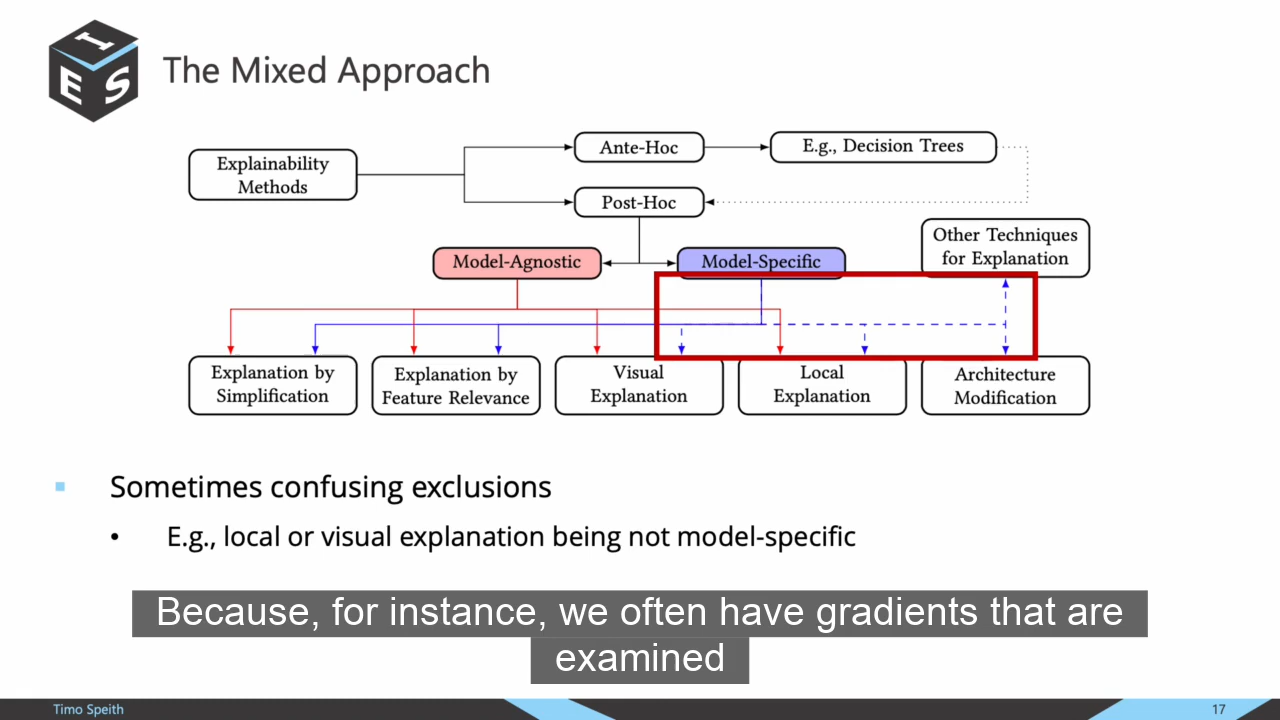 I
E S
The Mixed Approach
Explainability
Methods
Ante-Hoc
E.g., Decision Trees
Post-Hoc
Other Techniques
for Explanation
Model-Agnostic
Model-Specific
Explanation by
Simplification
Explanation by
Feature Relevance
Visual
Explanation
Local
Explanation
Architecture
Modification
Sometimes confusing exclusions
E.g., local or visual explanation being not model-specific
Because, for instance, we often have gradients that are
examined
Timo Speith
17